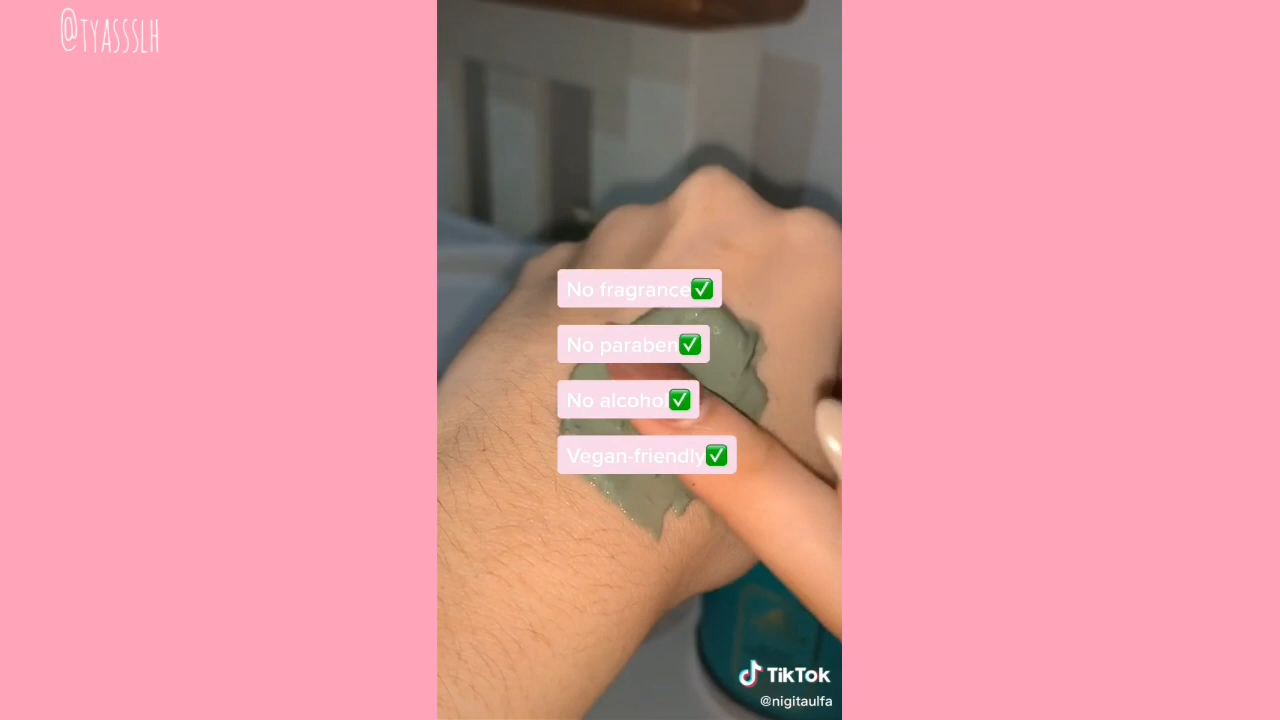 @TYASSSLH
No fragrance✅
No paraben✅
No alcohol✅
Vegan-friendly✅
TikTok
@nigitaulfa